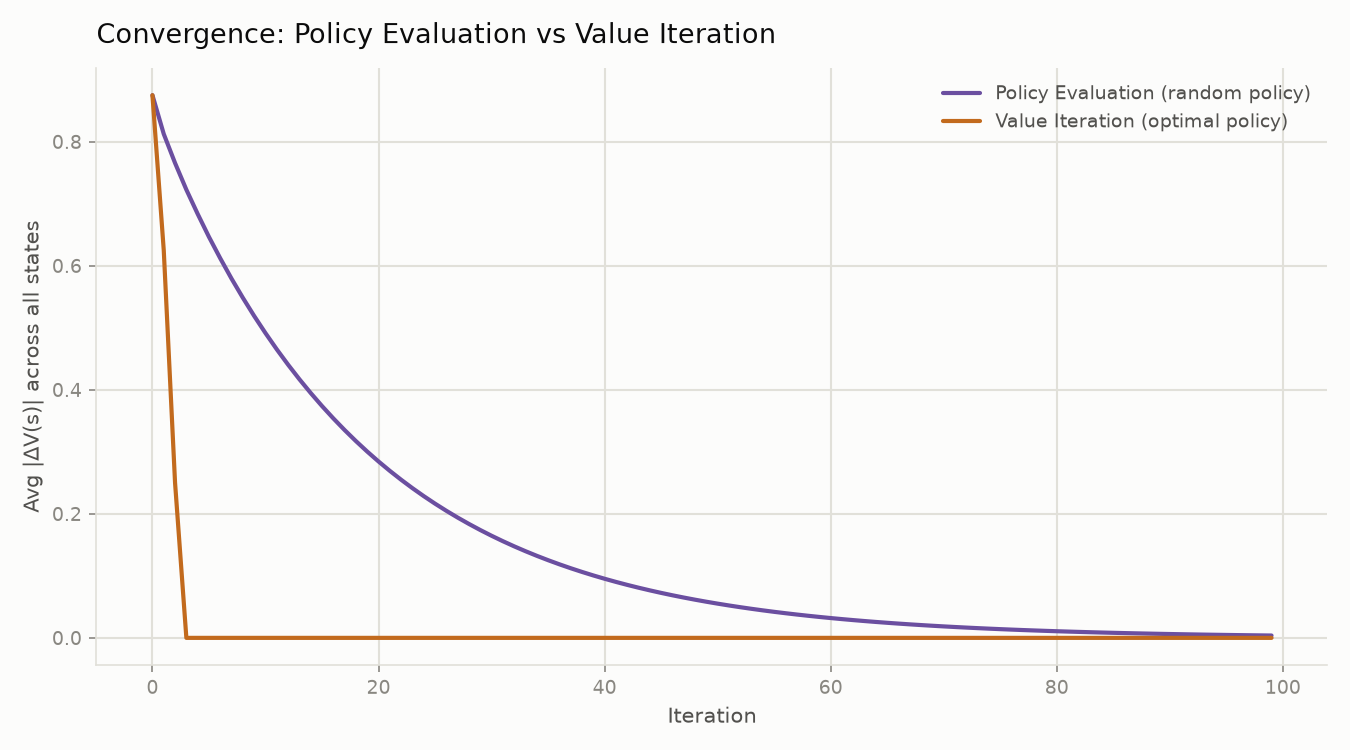 Convergence: Policy Evaluation vs Value Iteration
Policy Evaluation (random policy)
Value Iteration (optimal policy)
Avg |ΔV(s)| across all states
0.8
0.6
0.4
0.2
0.0
0 20 40 60 80 100
Iteration